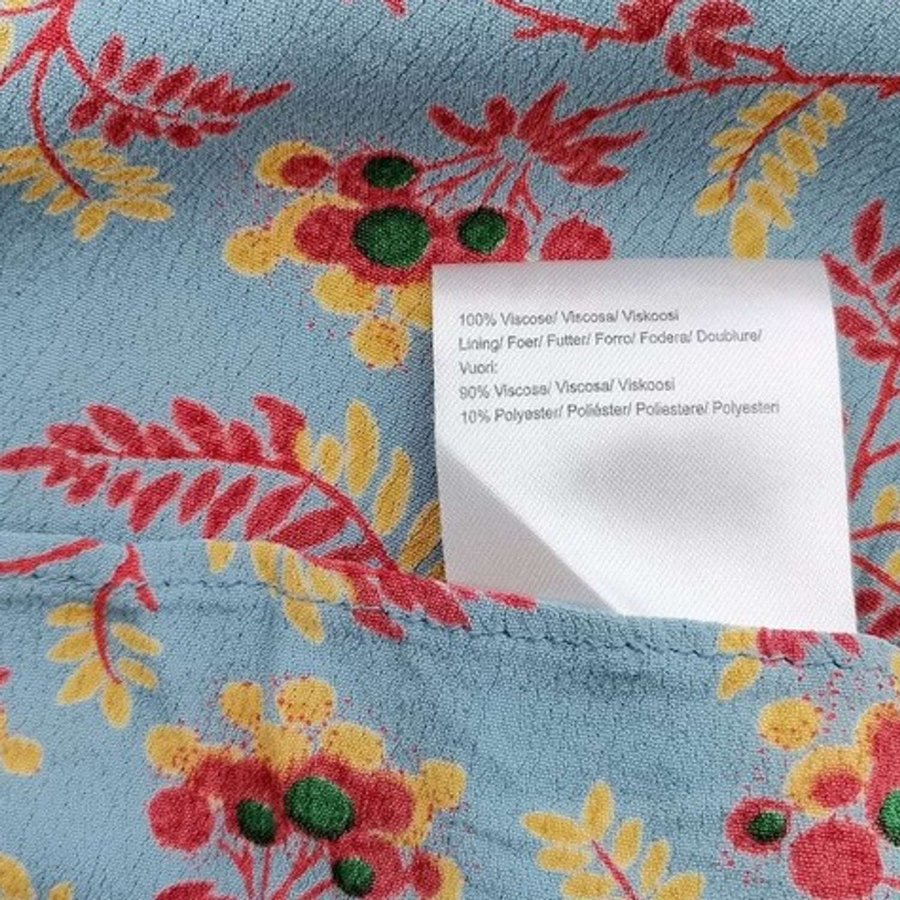 100% Viscose/ Viscosa/ Viskoosi
Lining/ Foer/ Futter/ Forro/ Fodera/ Doublure/
Vuori:
90% Viscose/ Viscosa/ Viskoosi
10% Polyester/ Poliéster/ Poliestere/ Polyesteri